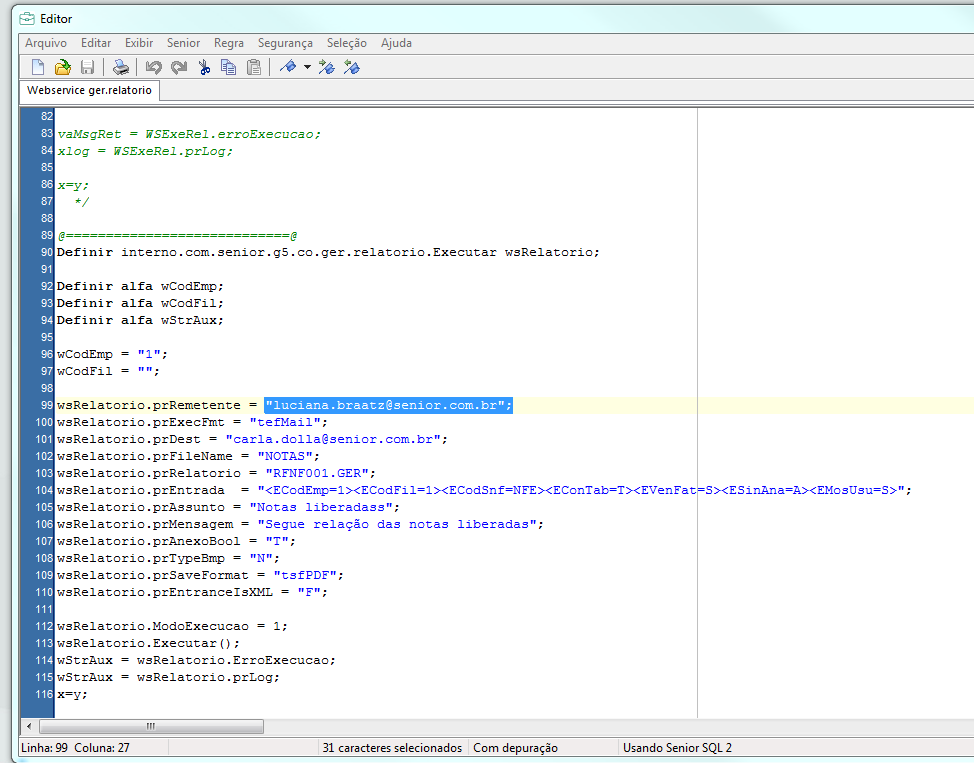 Editor
Arquivo Editar Exibir Senior Regra Segurança Seleção Ajuda
Webservice ger.relatorio
82
83 vaMsgRet = WSExeRel.erroExecucao;
84 xlog = WSExeRel.prLog;
85
86 x=y;
87 */
88
89 @============================@
90 Definir interno.com.senior.g5.co.ger.relatorio.Executar wsRelatorio;
91
92 Definir alfa wCodEmp;
93 Definir alfa wCodFil;
94 Definir alfa wStrAux;
95
96 wCodEmp = "1";
97 wCodFil = "";
98
99 wsRelatorio.prRemetente = "luciana.braatz@senior.com.br";
100 wsRelatorio.prExecFmt = "tefMail";
101 wsRelatorio.prDest = "carla.dolla@senior.com.br";
102 wsRelatorio.prFileName = "NOTAS";
103 wsRelatorio.prRelatorio = "RFNF001.GER";
104 wsRelatorio.prEntrada  = "<ECodEmp=1><ECodFil=1><ECodSnf=NFE><EConTab=T><EVenFat=S><ESinAna=A><EMosUsu=S>";
105 wsRelatorio.prAssunto = "Notas liberadass";
106 wsRelatorio.prMensagem = "Segue relação das notas liberadas";
107 wsRelatorio.prAnexoBool = "T";
108 wsRelatorio.prTypeBmp = "N";
109 wsRelatorio.prSaveFormat = "tsfPDF";
110 wsRelatorio.prEntranceIsXML = "F";
111
112 wsRelatorio.ModoExecucao = 1;
113 wsRelatorio.Executar();
114 wStrAux = wsRelatorio.ErroExecucao;
115 wStrAux = wsRelatorio.prLog;
116 x=y;
Linha: 99 Coluna: 27 31 caracteres selecionados Com depuração Usando Senior SQL 2